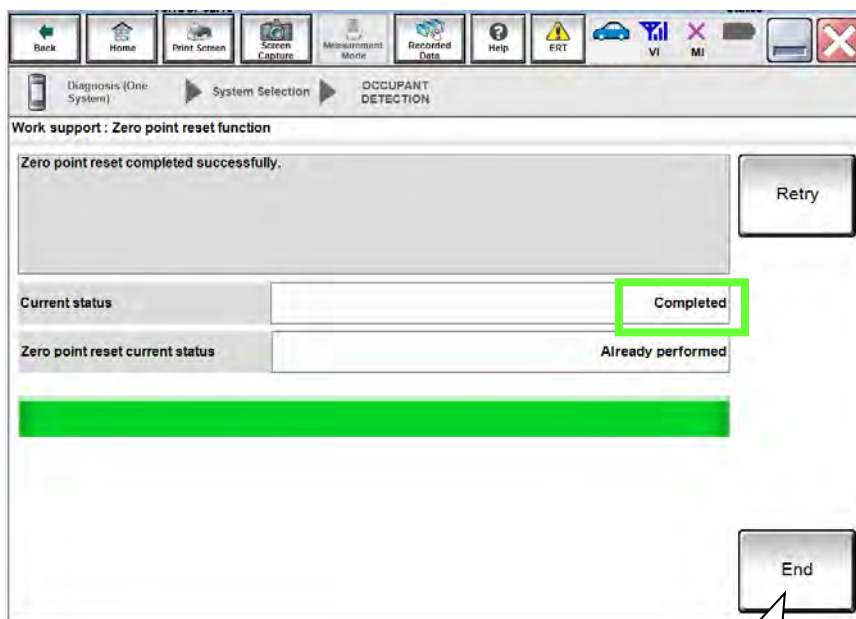 Back
Home
Print Screen
Screen
Capture
Measurement
Mode
Recorded
Data
Help
ERT
VI
MI
Diagnosis (One
System)
System Selection
OCCUPANT
DETECTION
Work support : Zero point reset function
Zero point reset completed successfully.
Retry
Current status
Completed
Zero point reset current status
Already performed
End